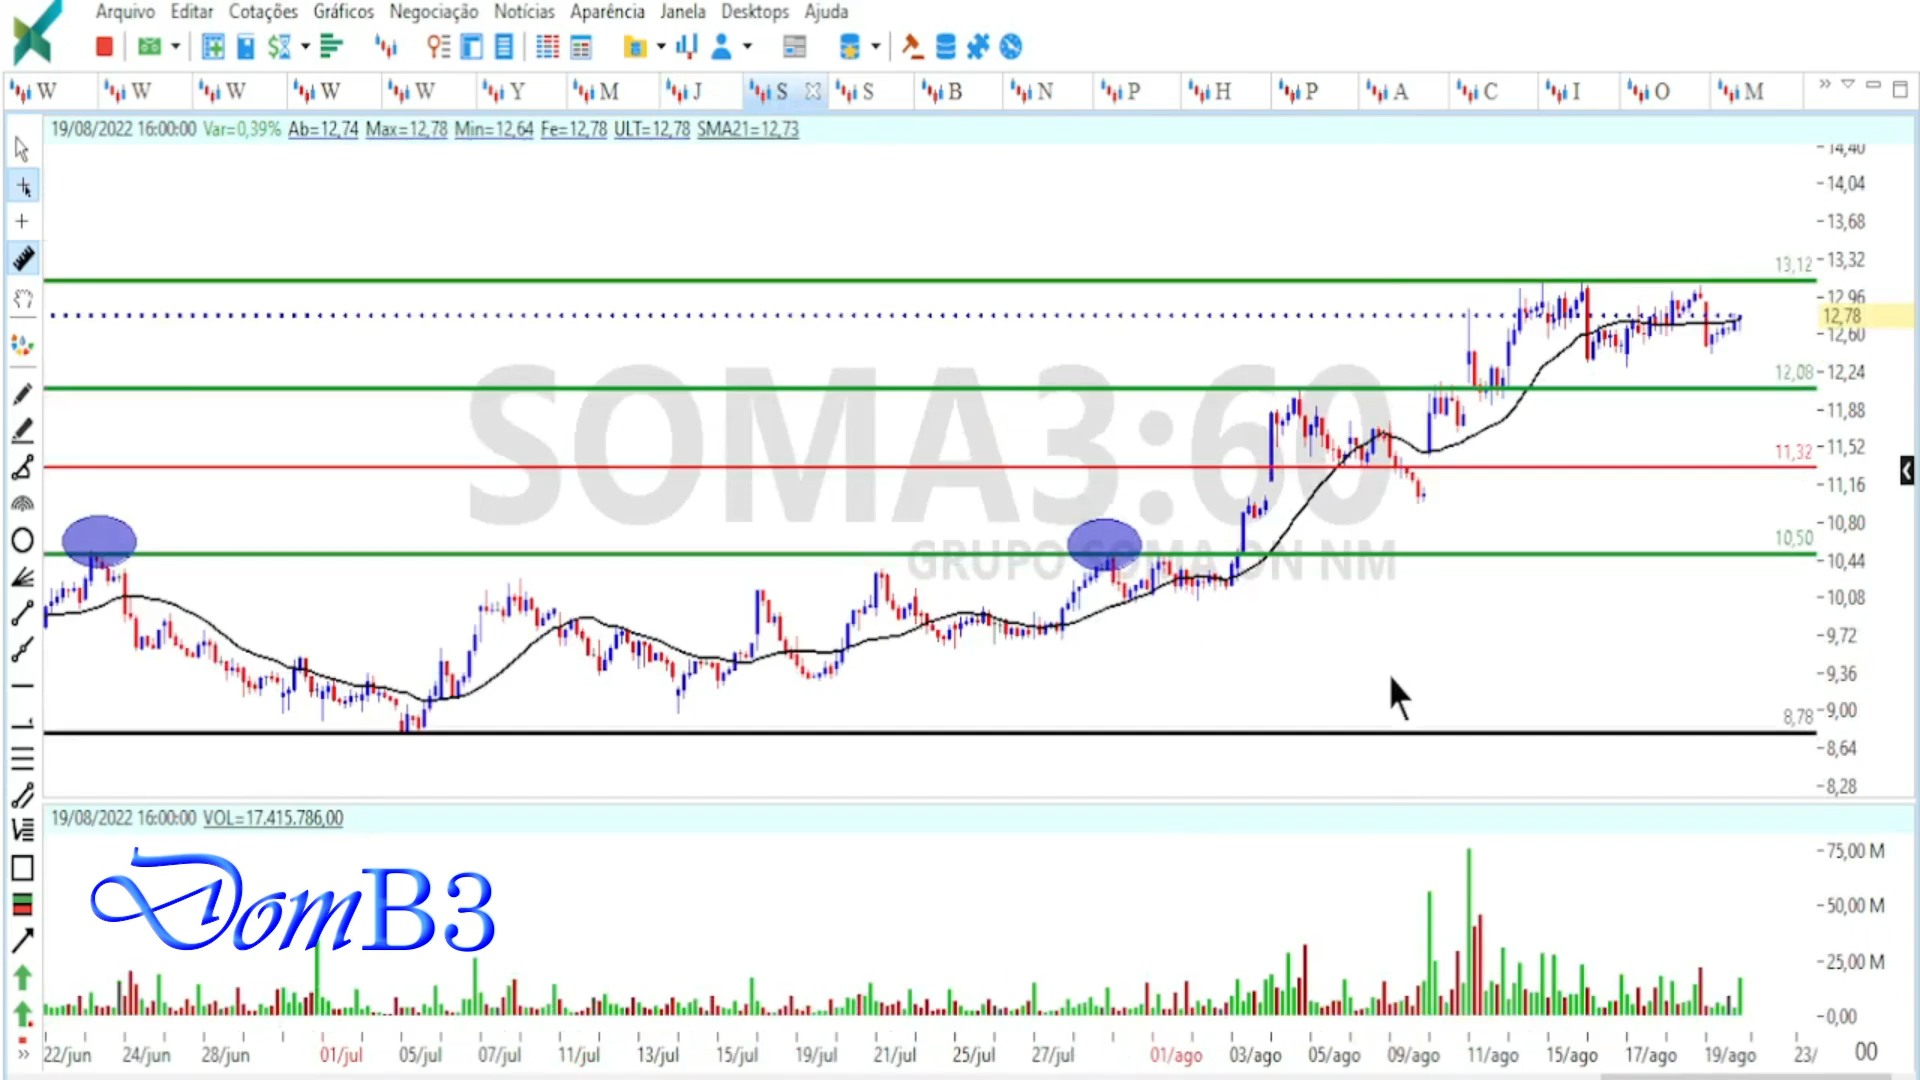 Arquivo Editar Cotações Gráficos Negociação Notícias Aparência Janela Desktops Ajuda
W W W W W Y M J S S B N P H P A C I O M
19/08/2022 16:00:00 Var=0,39% Ab=12,74 Max=12,78 Min=12,64 Fe=12,78 ULT=12,78 SMA21=12,73
14,40
14,04
13,68
13,12
13,32
12,96
12,78
12,60
12,08
12,24
11,88
SOMA3:60
11,52
11,32
11,16
10,80
10,50
10,44
GRUPO SOMA ON NM
10,08
9,72
9,36
9,00
8,78
8,64
8,28
19/08/2022 16:00:00 VOL=17.415.786,00
DomB3
75,00 M
50,00 M
25,00 M
0,00
22/jun 24/jun 28/jun 01/jul 05/jul 07/jul 11/jul 13/jul 15/jul 19/jul 21/jul 25/jul 27/jul 01/ago 03/ago 05/ago 09/ago 11/ago 15/ago 17/ago 19/ago 23/ 00